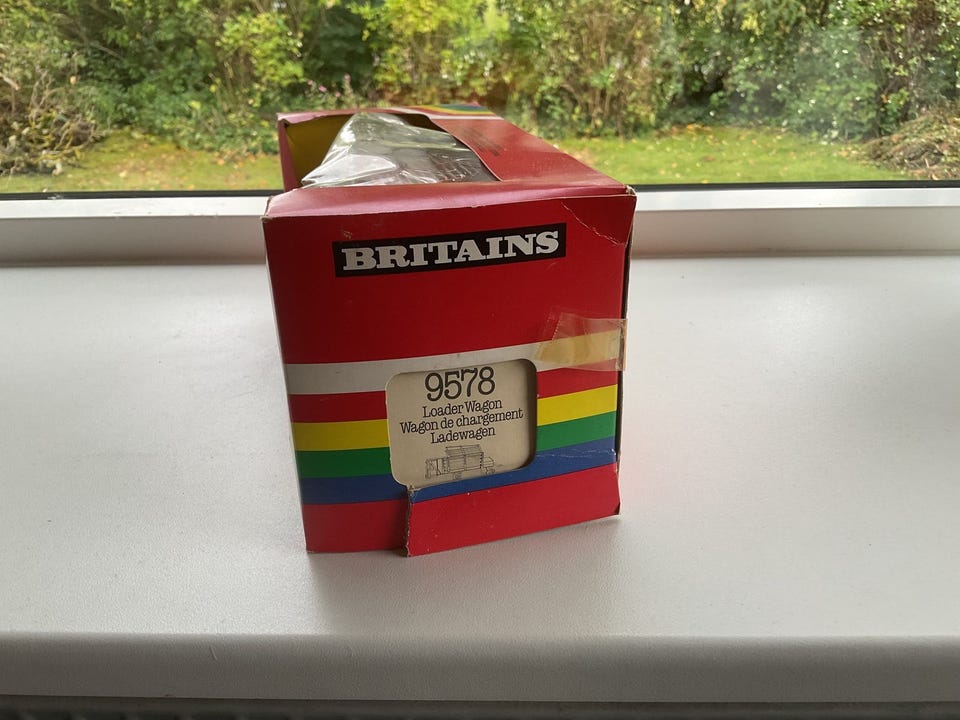 BRITAINS
9578
Loader Wagon
Wagon de chargement
Ladewagen